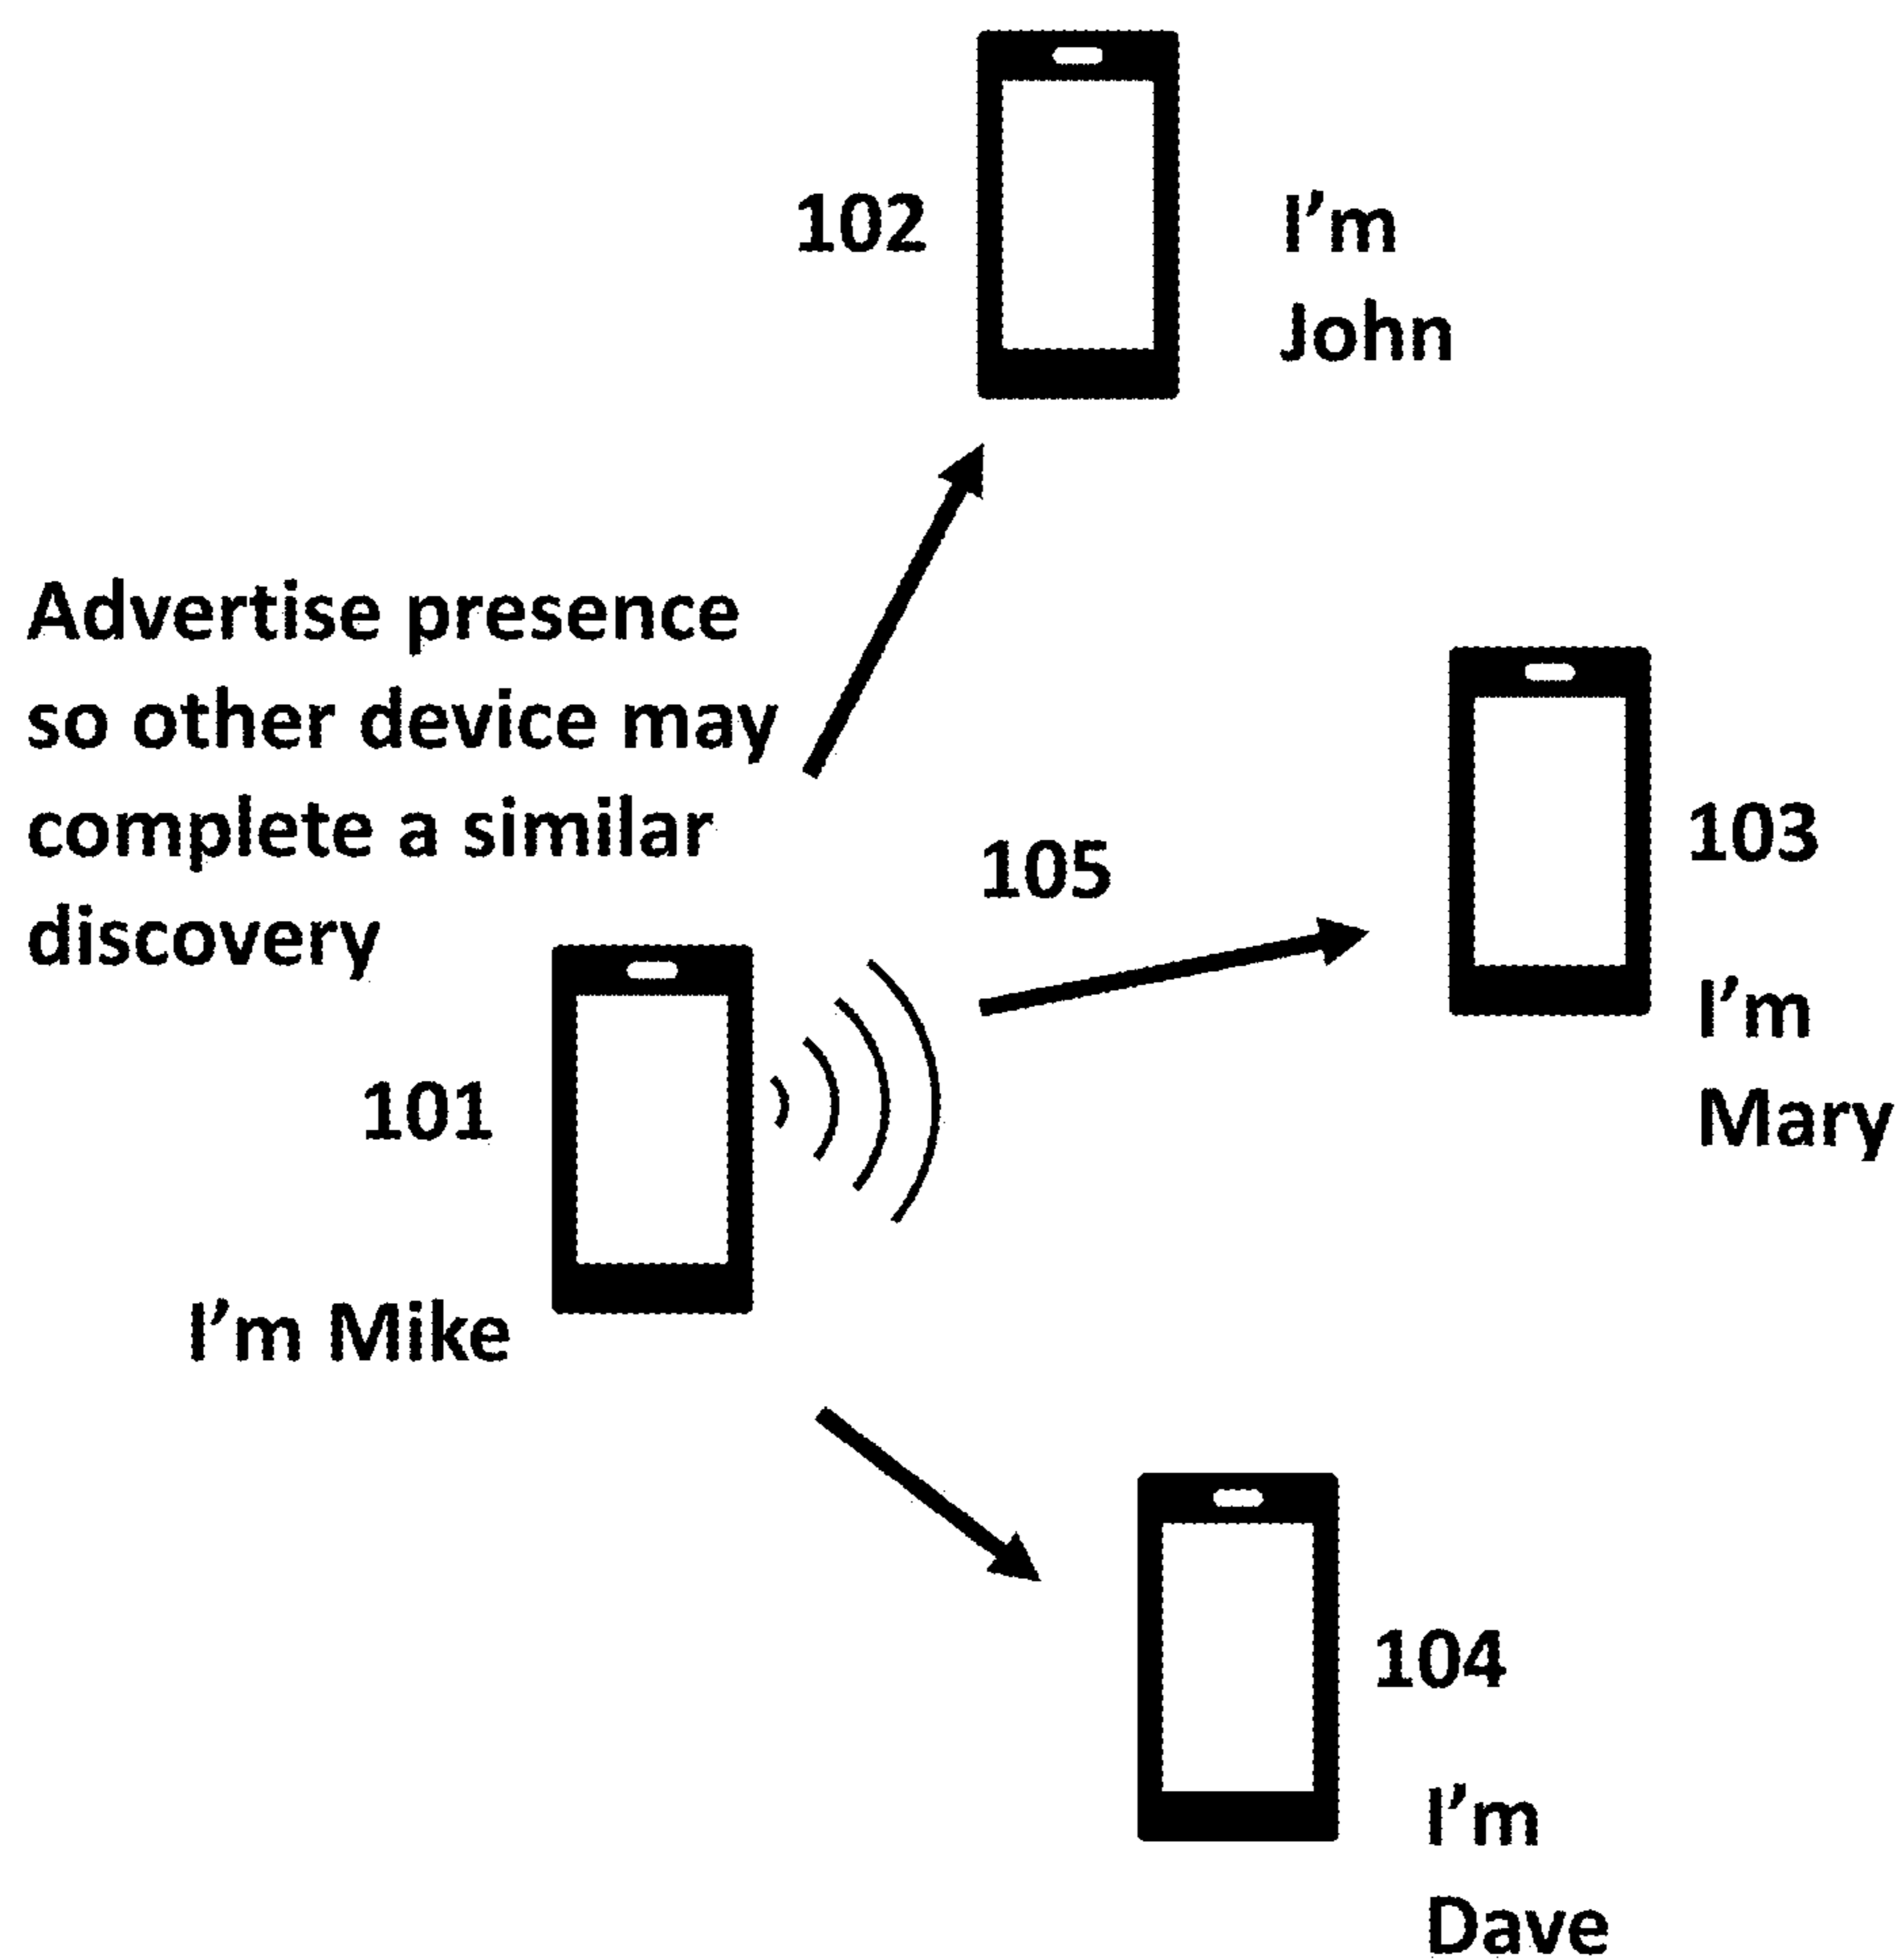 102
I'm
John
Advertise presence
so other device may
complete a similar
discovery
105
103
I'm
Mary
101
I'm Mike
104
I'm
Dave